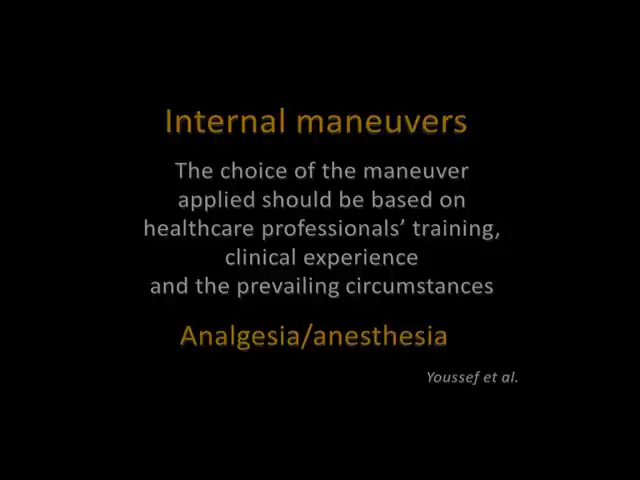 Internal maneuvers
The choice of the maneuver
applied should be based on
healthcare professionals’ training,
clinical experience
and the prevailing circumstances
Analgesia/anesthesia
Youssef et al.